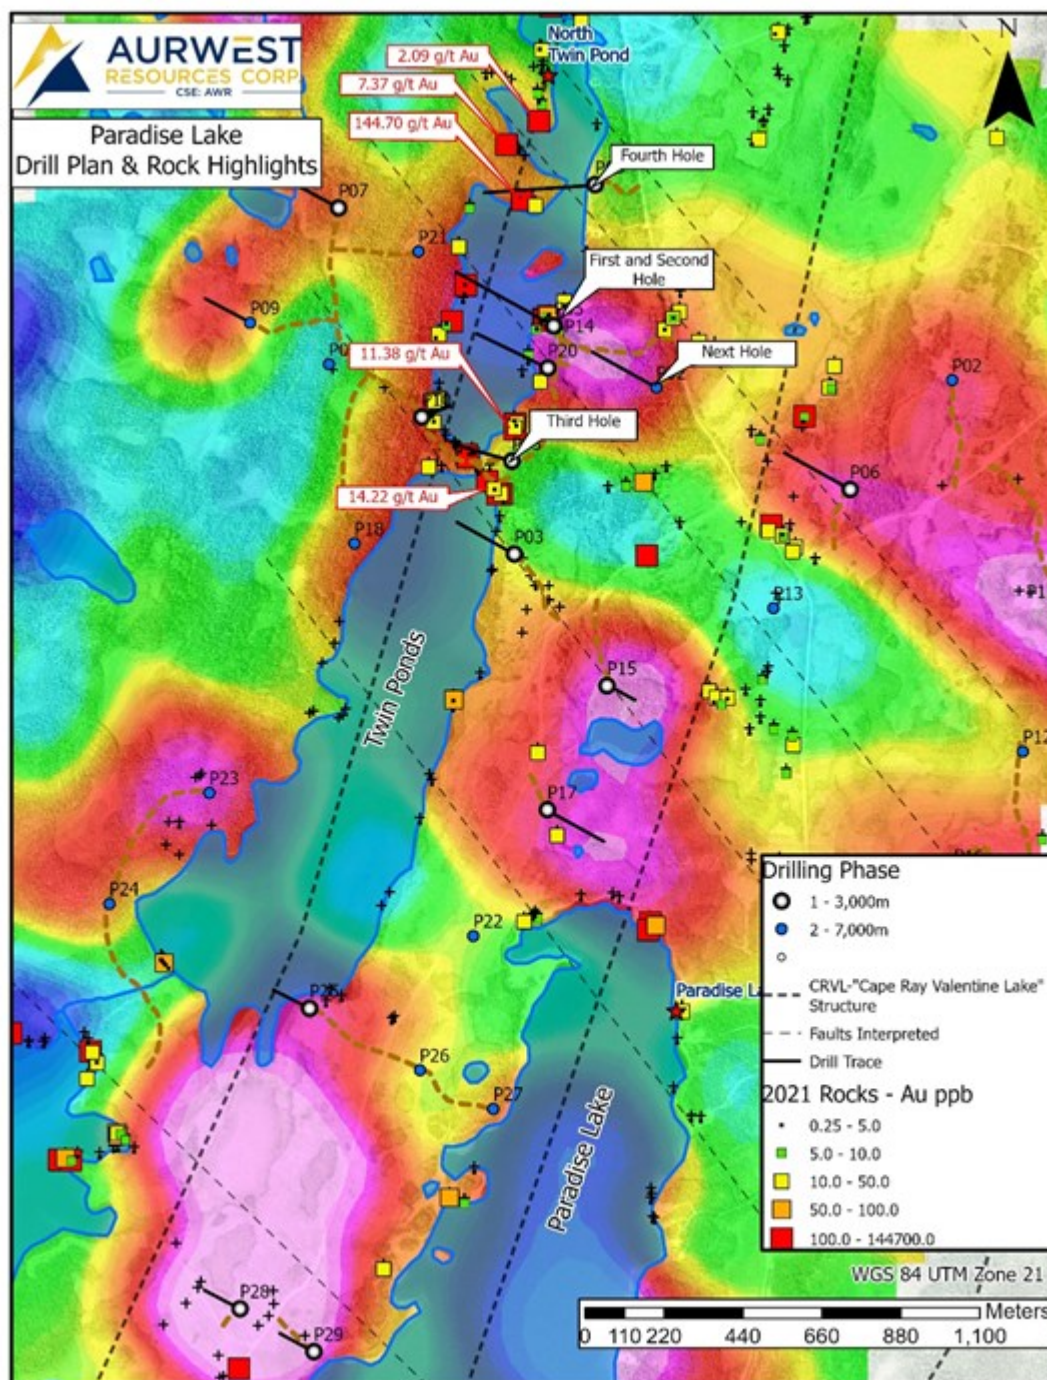 AURWEST
RESOURCES CORP
CSE: AWR
Paradise Lake
Drill Plan & Rock Highlights
North
Twin Pond
N
2.09 g/t Au
7.37 g/t Au
144.70 g/t Au
Fourth Hole
P07
P21
First and Second
Hole
P09
P14
11.38 g/t Au
P20
Next Hole
P02
Third Hole
P06
14.22 g/t Au
P18
P03
P13
P15
Twin Ponds
P12
P23
P17
P24
P22
Paradise La
P26
P27
Paradise Lake
P28
P29
Drilling Phase
1 - 3,000m
2 - 7,000m
CRVL-"Cape Ray Valentine Lake"
Structure
Faults Interpreted
Drill Trace
2021 Rocks - Au ppb
0.25 - 5.0
5.0 - 10.0
10.0 - 50.0
50.0 - 100.0
100.0 - 144700.0
WGS 84 UTM Zone 21
Meters
0 110 220 440 660 880 1,100